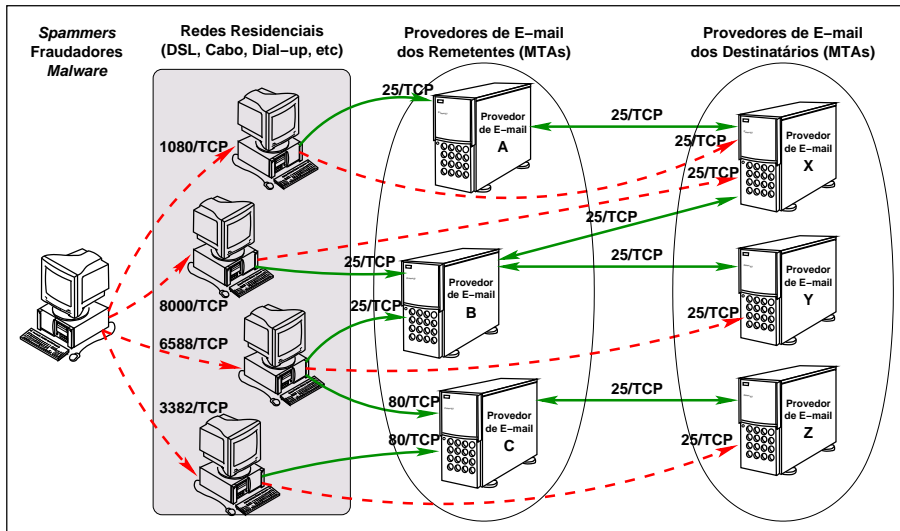 Spammers
Fraudadores
Malware
Redes Residenciais
(DSL, Cabo, Dial−up, etc)
Provedores de E−mail
dos Remetentes (MTAs)
Provedores de E−mail
dos Destinatários (MTAs)
25/TCP
Provedor
de E−mail
A
25/TCP
Provedor
de E−mail
X
1080/TCP
25/TCP
25/TCP
25/TCP
25/TCP
Provedor
de E−mail
B
25/TCP
Provedor
de E−mail
Y
8000/TCP
25/TCP
25/TCP
6588/TCP
3382/TCP
80/TCP
Provedor
de E−mail
C
25/TCP
Provedor
de E−mail
Z
80/TCP
25/TCP